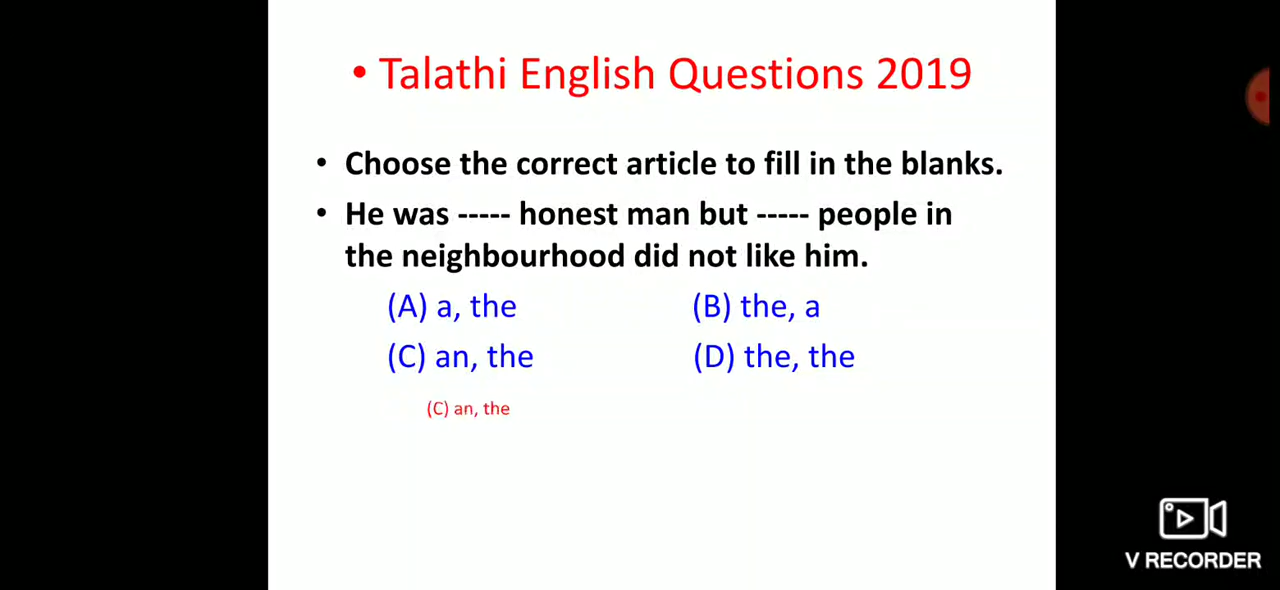 • Talathi English Questions 2019
• Choose the correct article to fill in the blanks.
• He was ----- honest man but ----- people in
the neighbourhood did not like him.
(A) a, the (B) the, a
(C) an, the (D) the, the
(C) an, the
V RECORDER